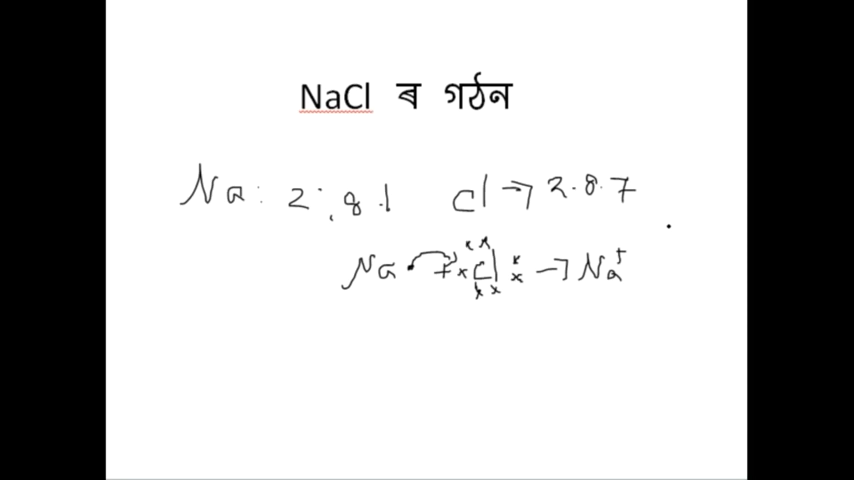 NaCl ৰ গঠন
Na: 2.8.1 Cl → 2.8.7
Na + Cl → Na⁺